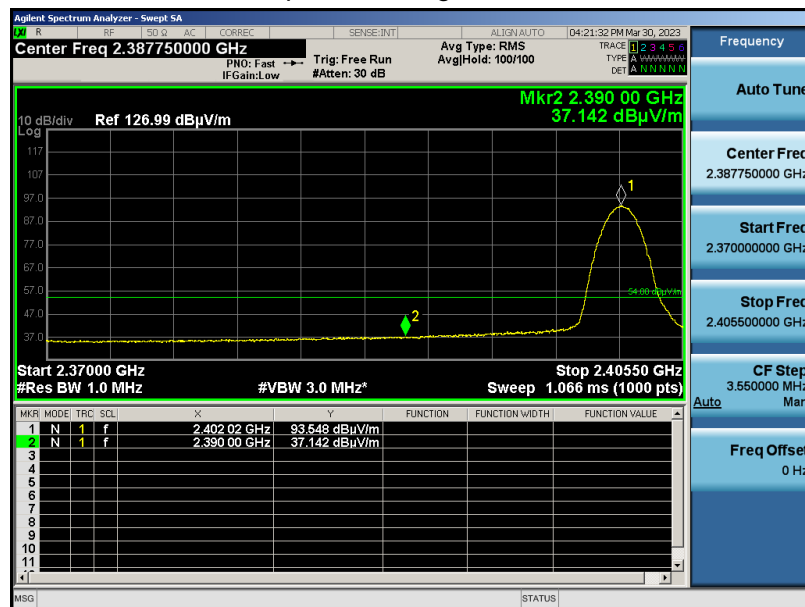 Agilent Spectrum Analyzer - Swept SA
LXI R RF 50 Ω AC CORREC SENSE:INT ALIGN AUTO 04:21:32 PM Mar 30, 2023
Center Freq 2.387750000 GHz
PNO: Fast
IFGain:Low
Trig: Free Run
#Atten: 30 dB
Avg Type: RMS
Avg|Hold: 100/100
TRACE 1 2 3 4 5 6
TYPE A WWWWW
DET A N N N N N
Mkr2 2.390 00 GHz
37.142 dBµV/m
10 dB/div Ref 126.99 dBµV/m
Log
117
107
97.0
87.0
77.0
67.0
57.0
47.0
37.0
1
2
54.00 dBµV/m
Start 2.37000 GHz Stop 2.40550 GHz
#Res BW 1.0 MHz #VBW 3.0 MHz* Sweep 1.066 ms (1000 pts)
MKR MODE TRC SCL X Y FUNCTION FUNCTION WIDTH FUNCTION VALUE
1 N 1 f 2.402 02 GHz 93.548 dBµV/m
2 N 1 f 2.390 00 GHz 37.142 dBµV/m
3
4
5
6
7
8
9
10
11
MSG STATUS
Frequency
Auto Tune
Center Freq
2.387750000 GHz
Start Freq
2.370000000 GHz
Stop Freq
2.405500000 GHz
CF Step
3.550000 MHz
Auto Man
Freq Offset
0 Hz